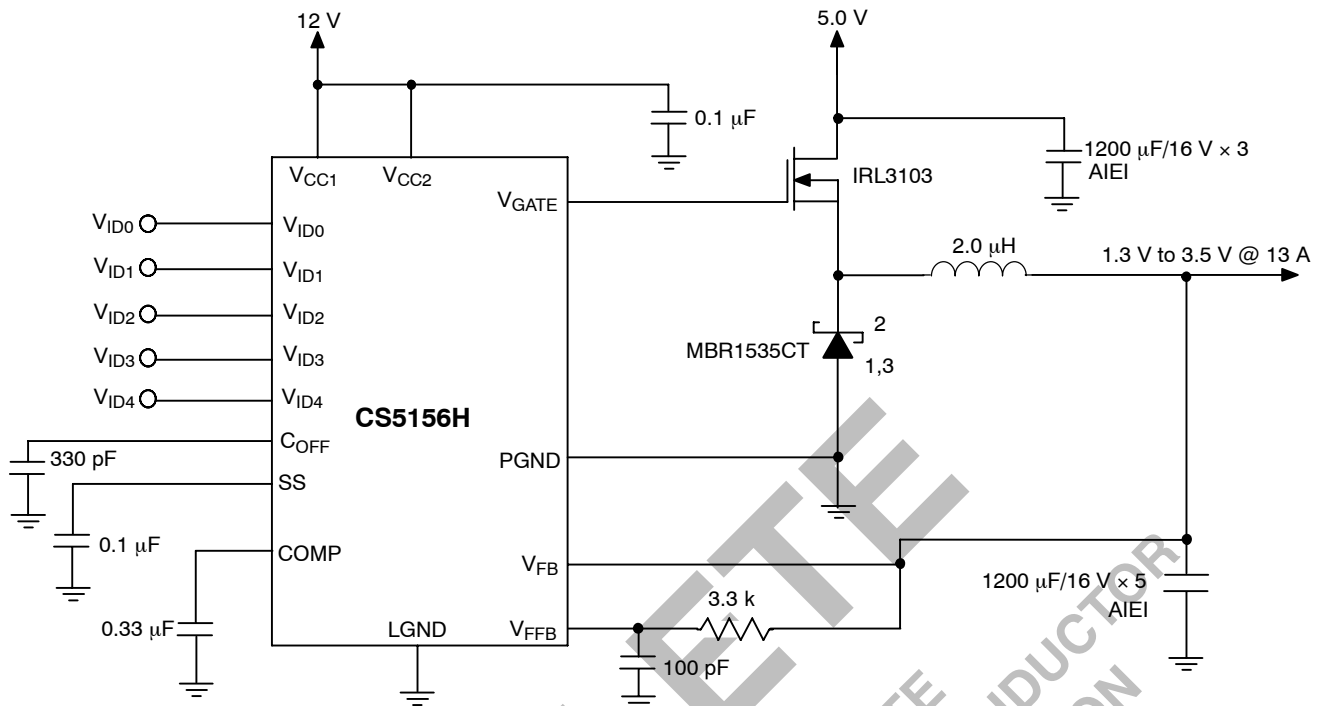 12 V
5.0 V
0.1 μF
1200 μF/16 V × 3
AIEI
VCC1
VCC2
IRL3103
VGATE
VID0
VID0
VID1
VID1
VID2
VID2
VID3
VID3
VID4
VID4
2.0 μH
1.3 V to 3.5 V @ 13 A
MBR1535CT
2
1,3
CS5156H
COFF
330 pF
PGND
SS
0.1 μF
COMP
VFB
1200 μF/16 V × 5
AIEI
3.3 k
0.33 μF
LGND
VFFB
100 pF